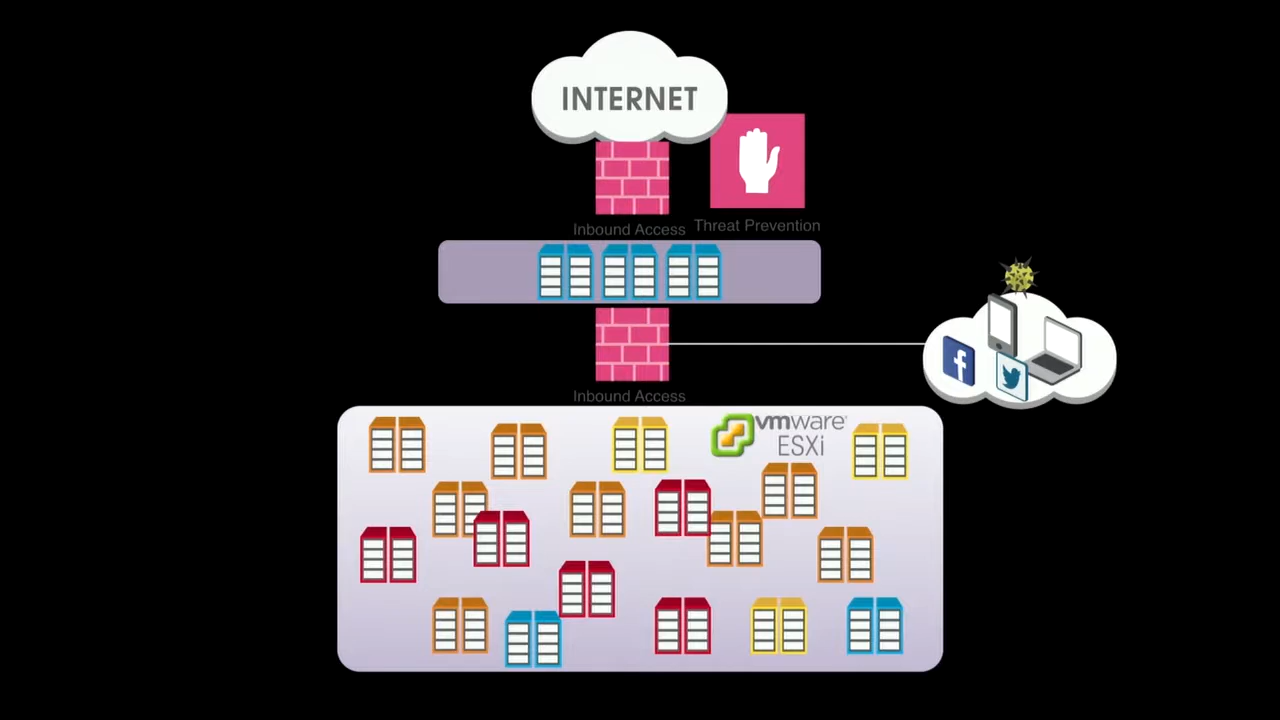 INTERNET
Inbound Access
Threat Prevention
Inbound Access
vmware
ESXi